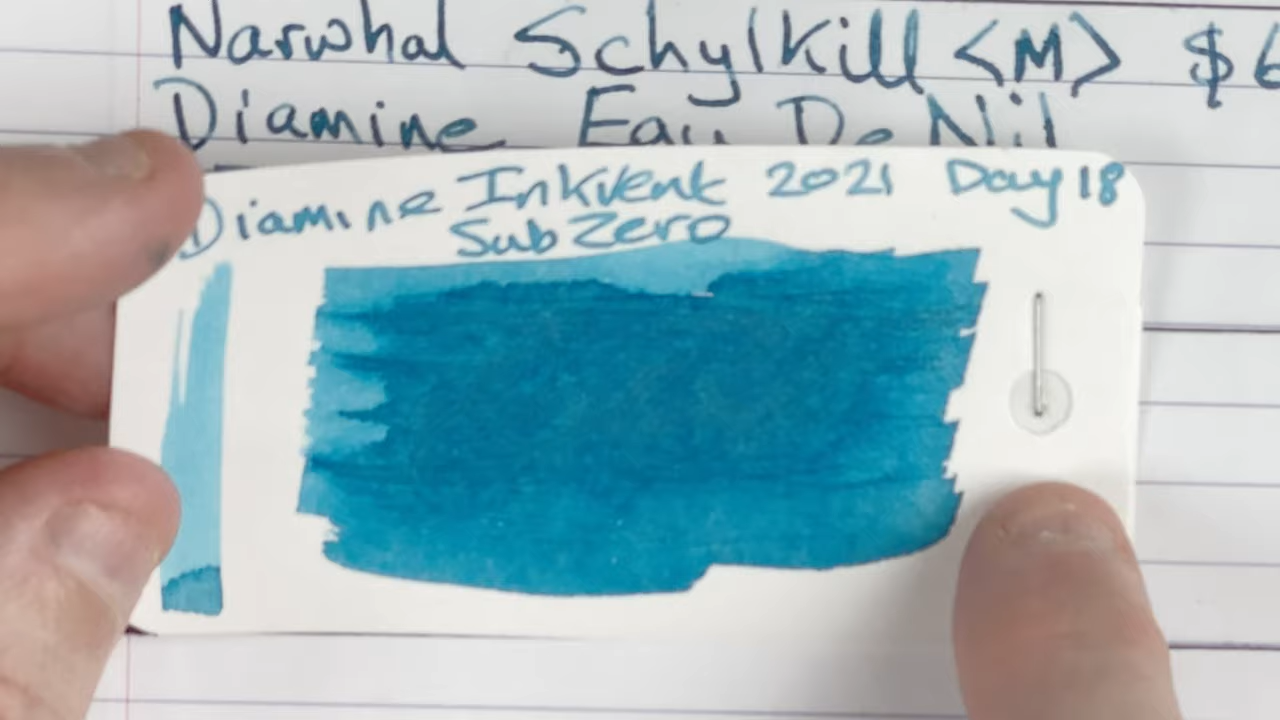 Narwhal Schylkill <M> $6
Diamine Eau De Nil
Diamine Inkvent 2021 Day 18
Sub Zero